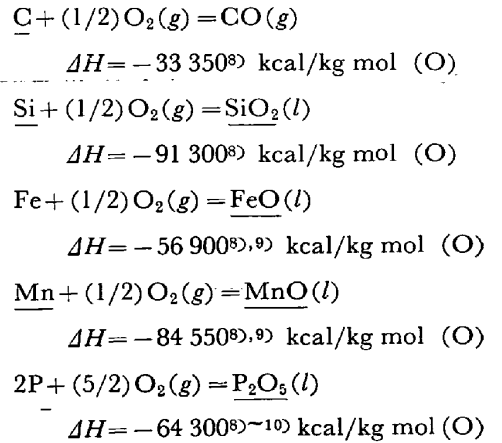 C+(1/2)O₂(g)=CO(g)
ΔH=−33 350⁸⁾ kcal/kg mol (O)
Si+(1/2)O₂(g)=SiO₂(l)
ΔH=−91 300⁸⁾ kcal/kg mol (O)
Fe+(1/2)O₂(g)=FeO(l)
ΔH=−56 900⁸⁾,⁹⁾ kcal/kg mol (O)
Mn+(1/2)O₂(g)=MnO(l)
ΔH=−84 550⁸⁾,⁹⁾ kcal/kg mol (O)
2P+(5/2)O₂(g)=P₂O₅(l)
ΔH=−64 300⁸⁾~¹⁰⁾ kcal/kg mol (O)